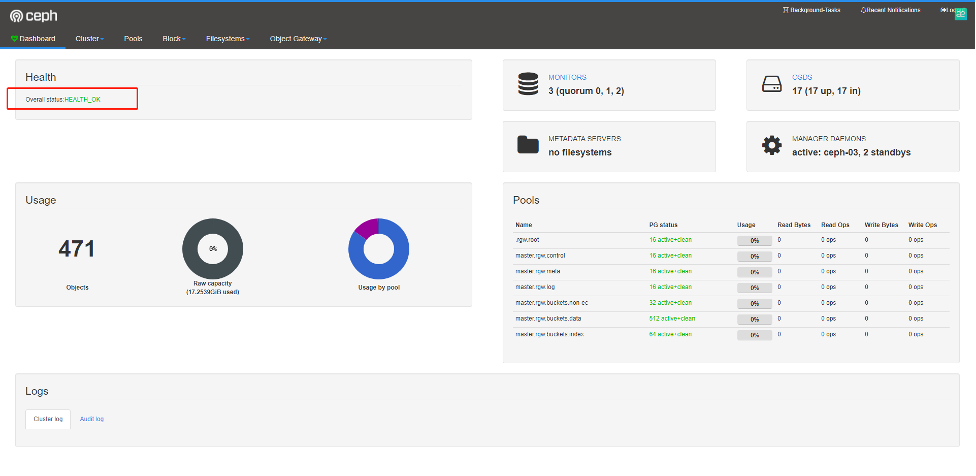 ceph
Background-Tasks
Recent Notifications
Dashboard
Cluster
Pools
Block
Filesystems
Object Gateway
Health
Overall status:HEALTH_OK
MONITORS
3 (quorum 0, 1, 2)
OSDS
17 (17 up, 17 in)
METADATA SERVERS
no filesystems
MANAGER DAEMONS
active: ceph-03, 2 standbys
Usage
471
Objects
0%
Raw capacity
(17.2539GiB used)
Usage by pool
Pools
Name PG status Usage Read Bytes Read Ops Write Bytes Write Ops
.rgw.root 16 active+clean 0% 0 0 ops 0 0 ops
master.rgw.control 16 active+clean 0% 0 0 ops 0 0 ops
master.rgw.meta 16 active+clean 0% 0 0 ops 0 0 ops
master.rgw.log 16 active+clean 0% 0 0 ops 0 0 ops
master.rgw.buckets.non-ec 32 active+clean 0% 0 0 ops 0 0 ops
master.rgw.buckets.data 512 active+clean 0% 0 0 ops 0 0 ops
master.rgw.buckets.index 64 active+clean 0% 0 0 ops 0 0 ops
Logs
Cluster log
Audit log